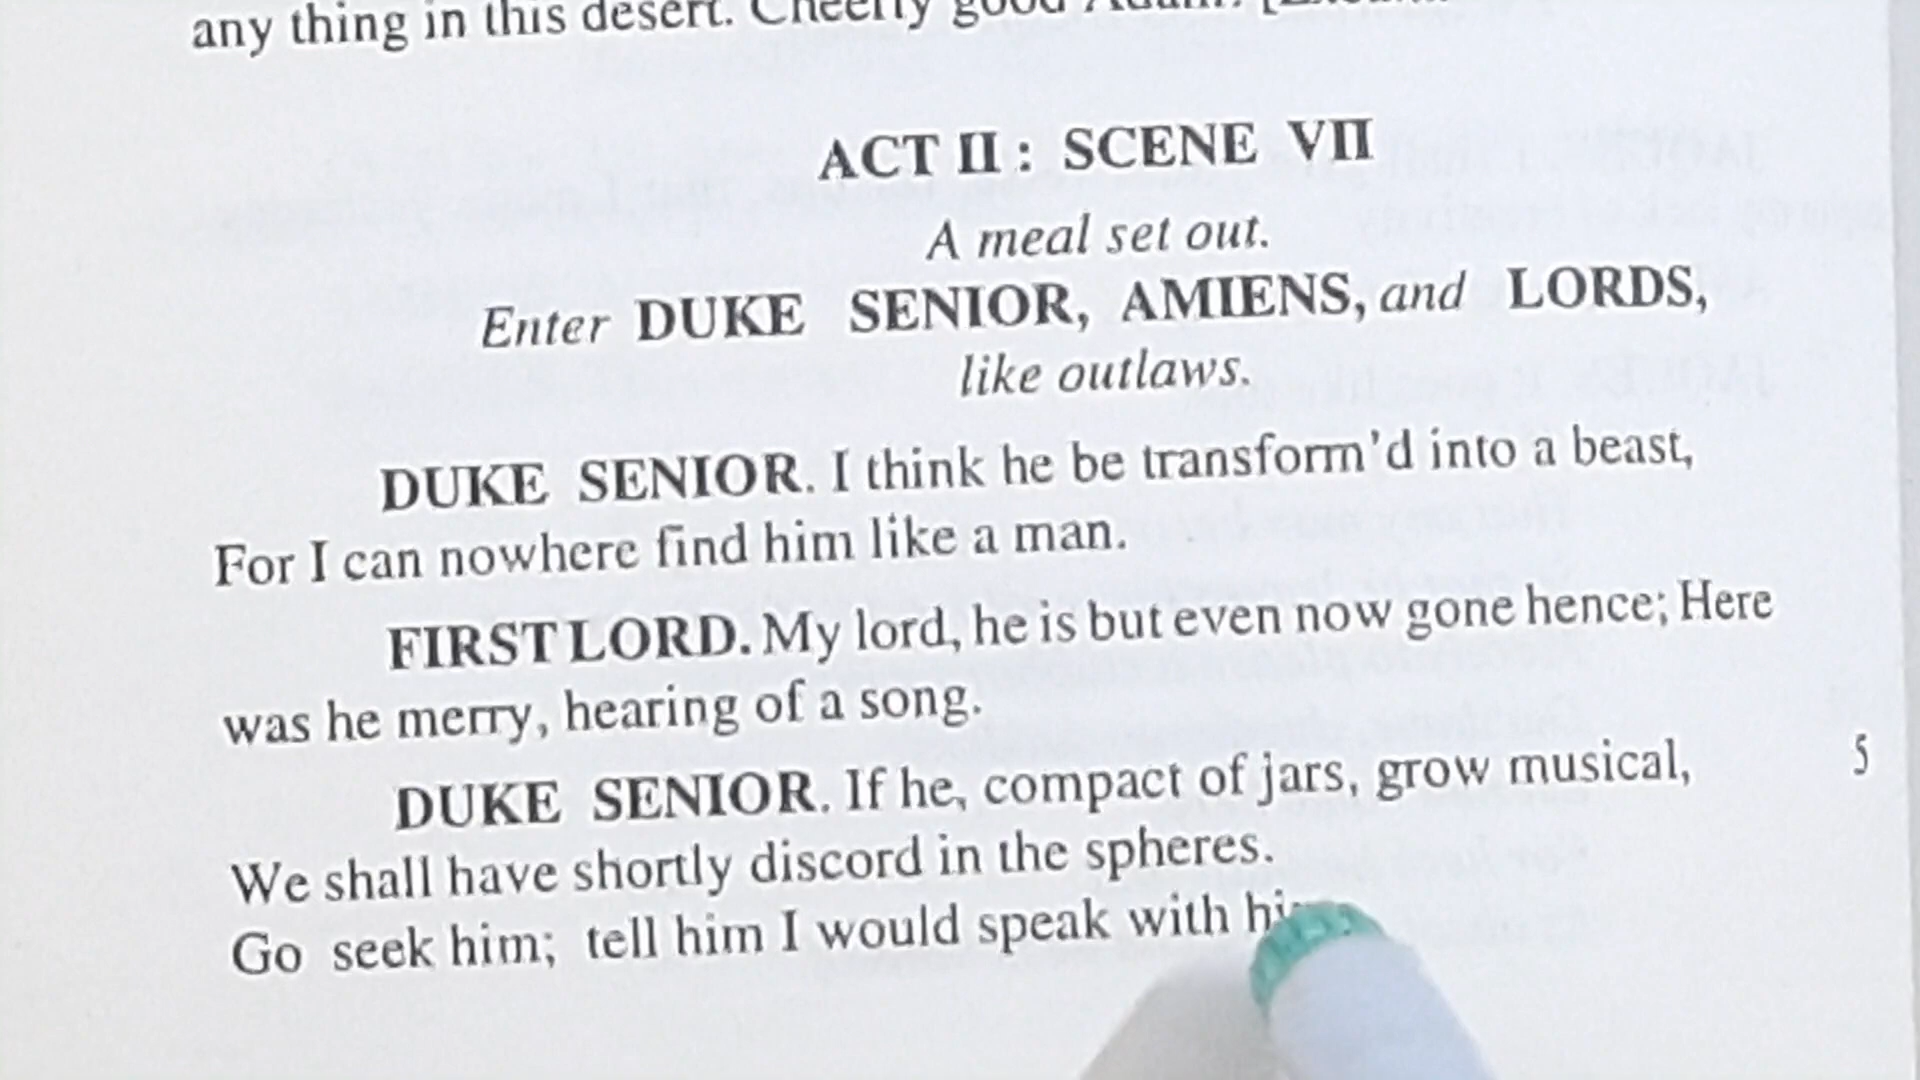 any thing in this desert. Cheerly good
ACT II : SCENE VII
A meal set out.
Enter DUKE SENIOR, AMIENS, and LORDS,
like outlaws.
DUKE SENIOR. I think he be transform'd into a beast,
For I can nowhere find him like a man.
FIRST LORD. My lord, he is but even now gone hence; Here
was he merry, hearing of a song.
DUKE SENIOR. If he, compact of jars, grow musical, 5
We shall have shortly discord in the spheres.
Go seek him; tell him I would speak with